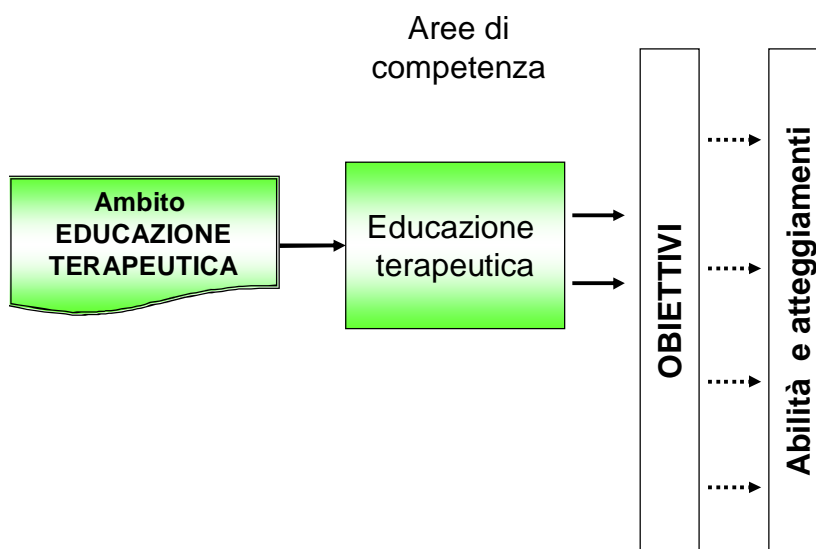 Aree di
competenza
Ambito
EDUCAZIONE
TERAPEUTICA
Educazione
terapeutica
OBIETTIVI
Abilità e atteggiamenti